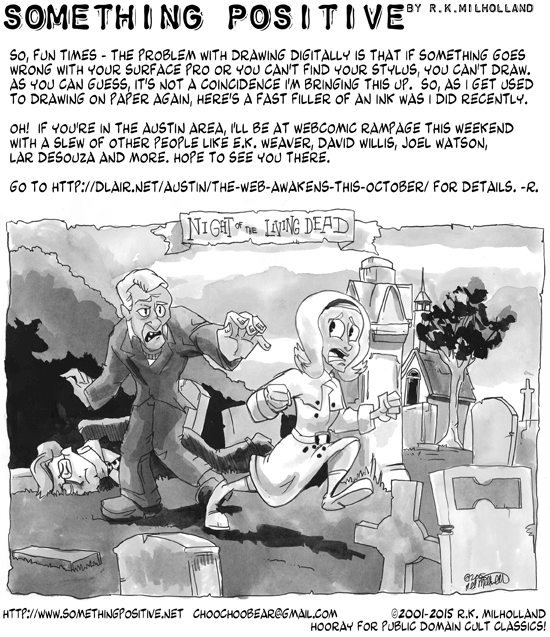 SOMETHING POSITIVE BY R.K.MILHOLLAND
SO, FUN TIMES - THE PROBLEM WITH DRAWING DIGITALLY IS THAT IF SOMETHING GOES
WRONG WITH YOUR SURFACE PRO OR YOU CAN'T FIND YOUR STYLUS, YOU CAN'T DRAW.
AS YOU CAN GUESS, IT'S NOT A COINCIDENCE I'M BRINGING THIS UP. SO, AS I GET USED
TO DRAWING ON PAPER AGAIN, HERE'S A FAST FILLER OF AN INK WAS I DID RECENTLY.
OH! IF YOU'RE IN THE AUSTIN AREA, I'LL BE AT WEBCOMIC RAMPAGE THIS WEEKEND
WITH A SLEW OF OTHER PEOPLE LIKE E.K. WEAVER, DAVID WILLIS, JOEL WATSON,
LAR DESOUZA AND MORE. HOPE TO SEE YOU THERE.
GO TO HTTP://DLAIR.NET/AUSTIN/THE-WEB-AWAKENS-THIS-OCTOBER/ FOR DETAILS. -R.
NIGHT OF THE LIVING DEAD
HTTP://WWW.SOMETHINGPOSITIVE.NET CHOOCHOOBEAR@GMAIL.COM ©2001-2015 R.K. MILHOLLAND
HOORAY FOR PUBLIC DOMAIN CULT CLASSICS!